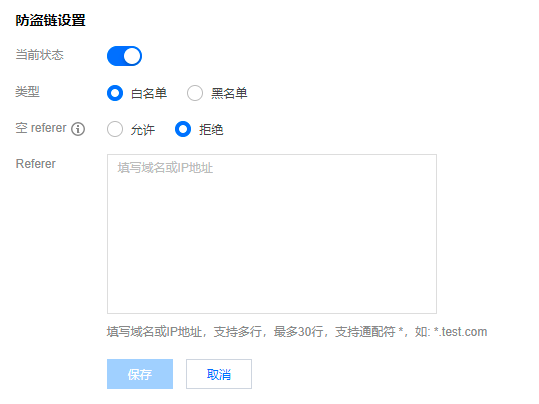 防盗链设置
当前状态
类型 白名单 黑名单
空 referer 允许 拒绝
Referer 填写域名或IP地址
填写域名或IP地址，支持多行，最多30行，支持通配符 *，如: *.test.com
保存 取消